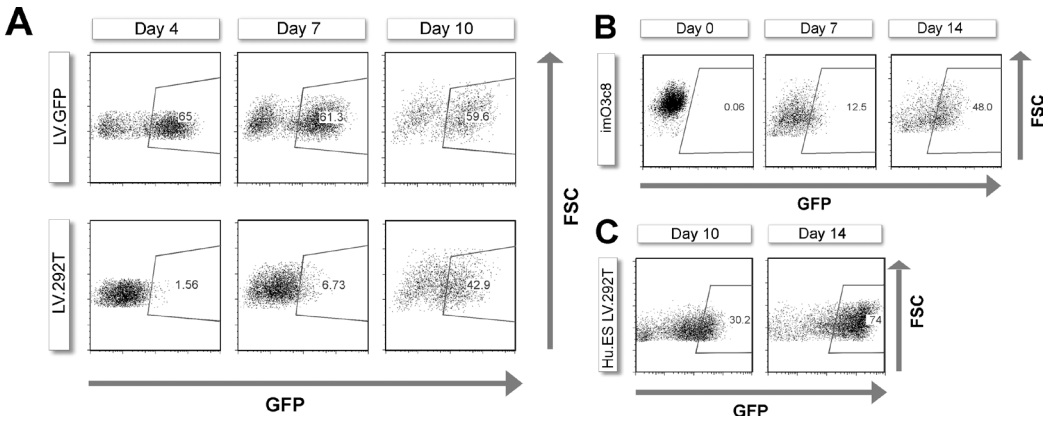 A
Day 4
Day 7
Day 10
LV.GFP
65
61.3
59.6
LV.292T
1.56
6.73
42.9
FSC
GFP
B
Day 0
Day 7
Day 14
imO3c8
0.06
12.5
48.0
FSC
GFP
C
Day 10
Day 14
Hu.ES LV.292T
30.2
74
FSC
GFP